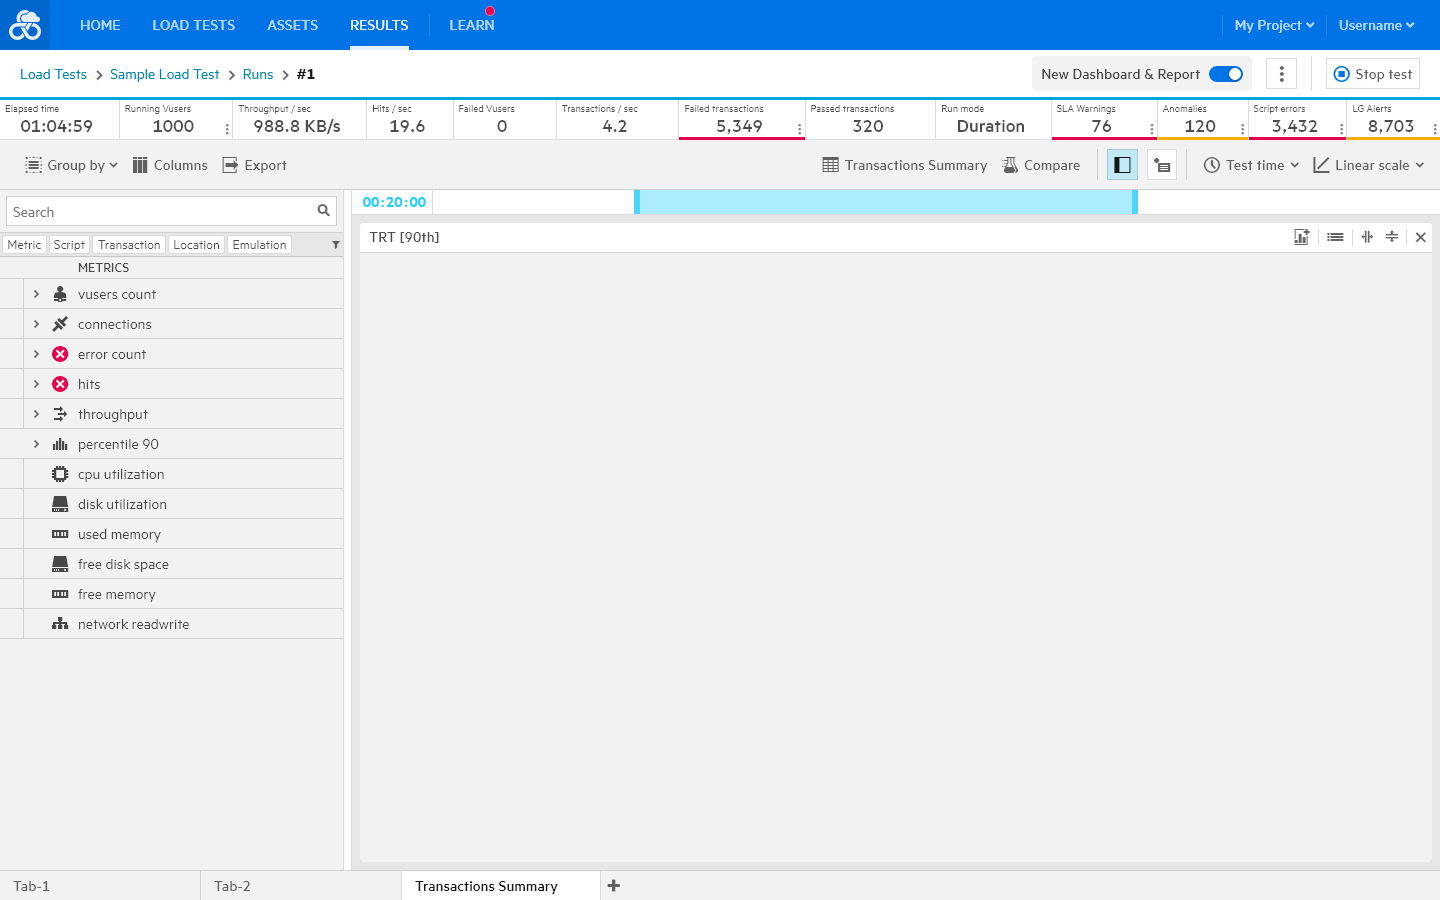 HOME LOAD TESTS ASSETS RESULTS LEARN My Project Username
Load Tests Sample Load Test Runs #1 New Dashboard & Report Stop test
Elapsed time Running Vusers Throughput / sec Hits / sec Failed Vusers Transactions / sec Failed transactions Passed transactions Run mode SLA Warnings Anomalies Script errors LG Alerts
01:04:59 1000 988.8 KB/s 19.6 0 4.2 5,349 320 Duration 76 120 3,432 8,703
Group by Columns Export Transactions Summary Compare Test time Linear scale
00:20:00
Search
TRT [90th]
Metric Script Transaction Location Emulation
METRICS
vusers count
connections
error count
hits
throughput
percentile 90
cpu utilization
disk utilization
used memory
free disk space
free memory
network readwrite
Tab-1 Tab-2 Transactions Summary